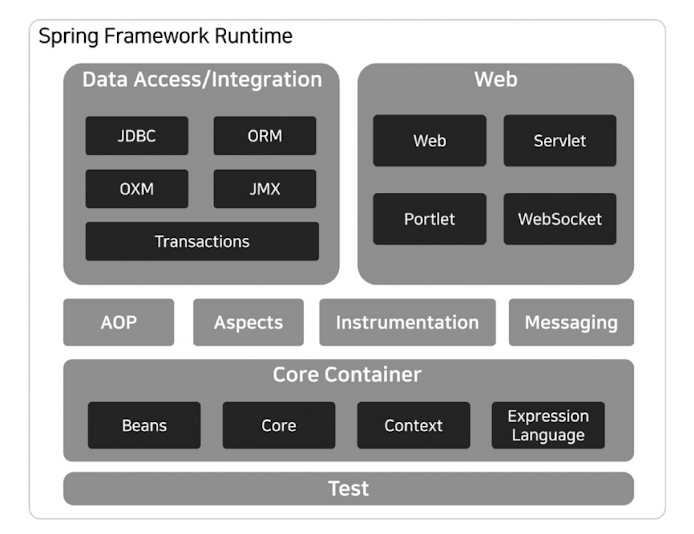 Spring Framework Runtime
Data Access/Integration
JDBC
ORM
OXM
JMX
Transactions
Web
Web
Servlet
Portlet
WebSocket
AOP
Aspects
Instrumentation
Messaging
Core Container
Beans
Core
Context
Expression
Language
Test